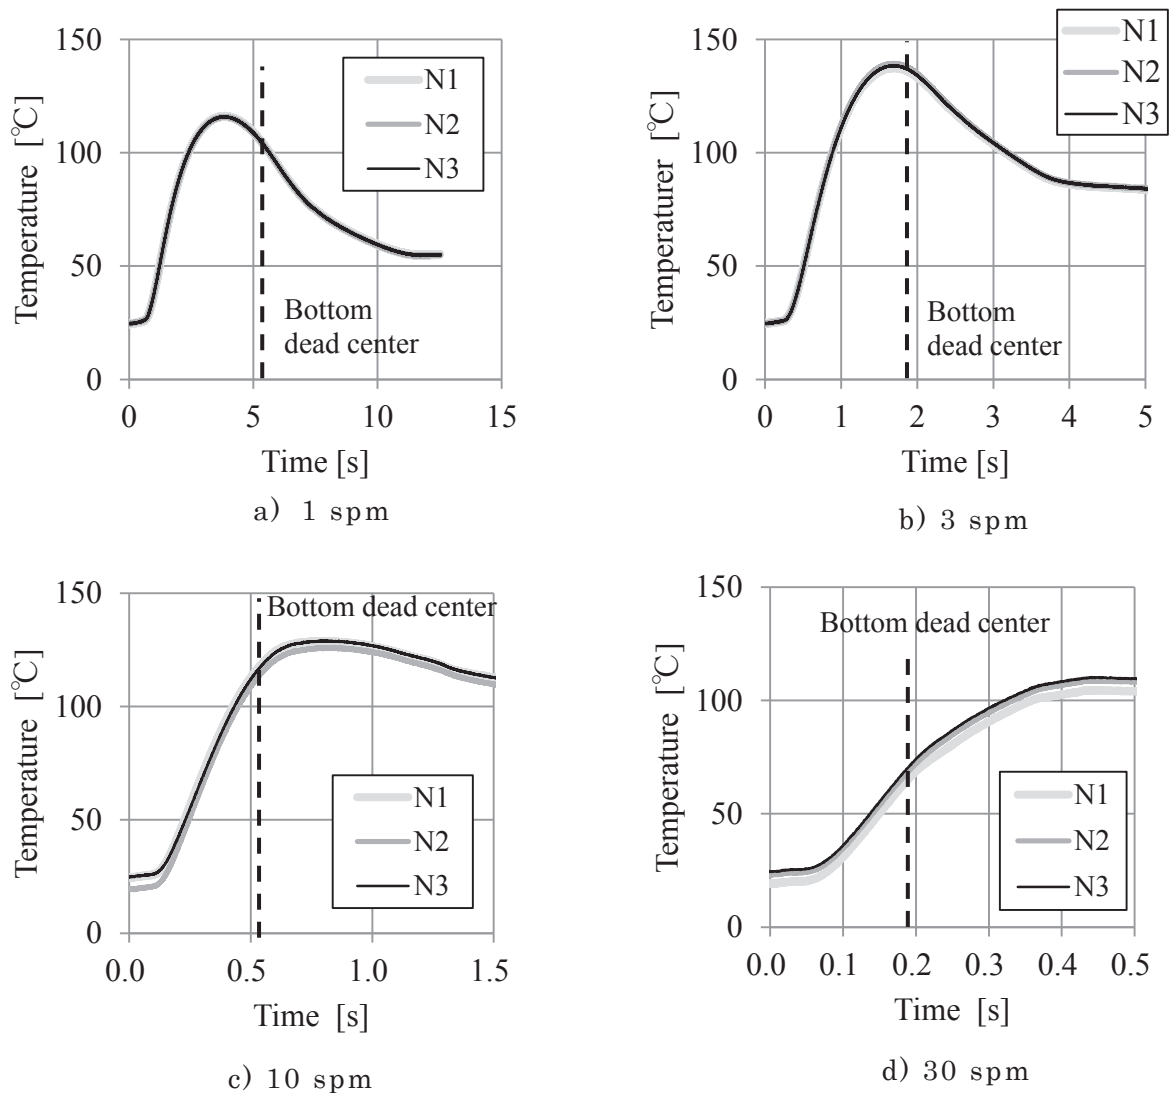 150
100
50
0
Temperature [℃]
N1
N2
N3
Bottom
dead center
0 5 10 15
Time [s]
a) 1 spm
150
100
50
0
Temperaturer [℃]
N1
N2
N3
Bottom
dead center
0 1 2 3 4 5
Time [s]
b) 3 spm
150
100
50
0
Temperature [℃]
Bottom dead center
N1
N2
N3
0.0 0.5 1.0 1.5
Time [s]
c) 10 spm
150
100
50
0
Temperature [℃]
Bottom dead center
N1
N2
N3
0.0 0.1 0.2 0.3 0.4 0.5
Time [s]
d) 30 spm